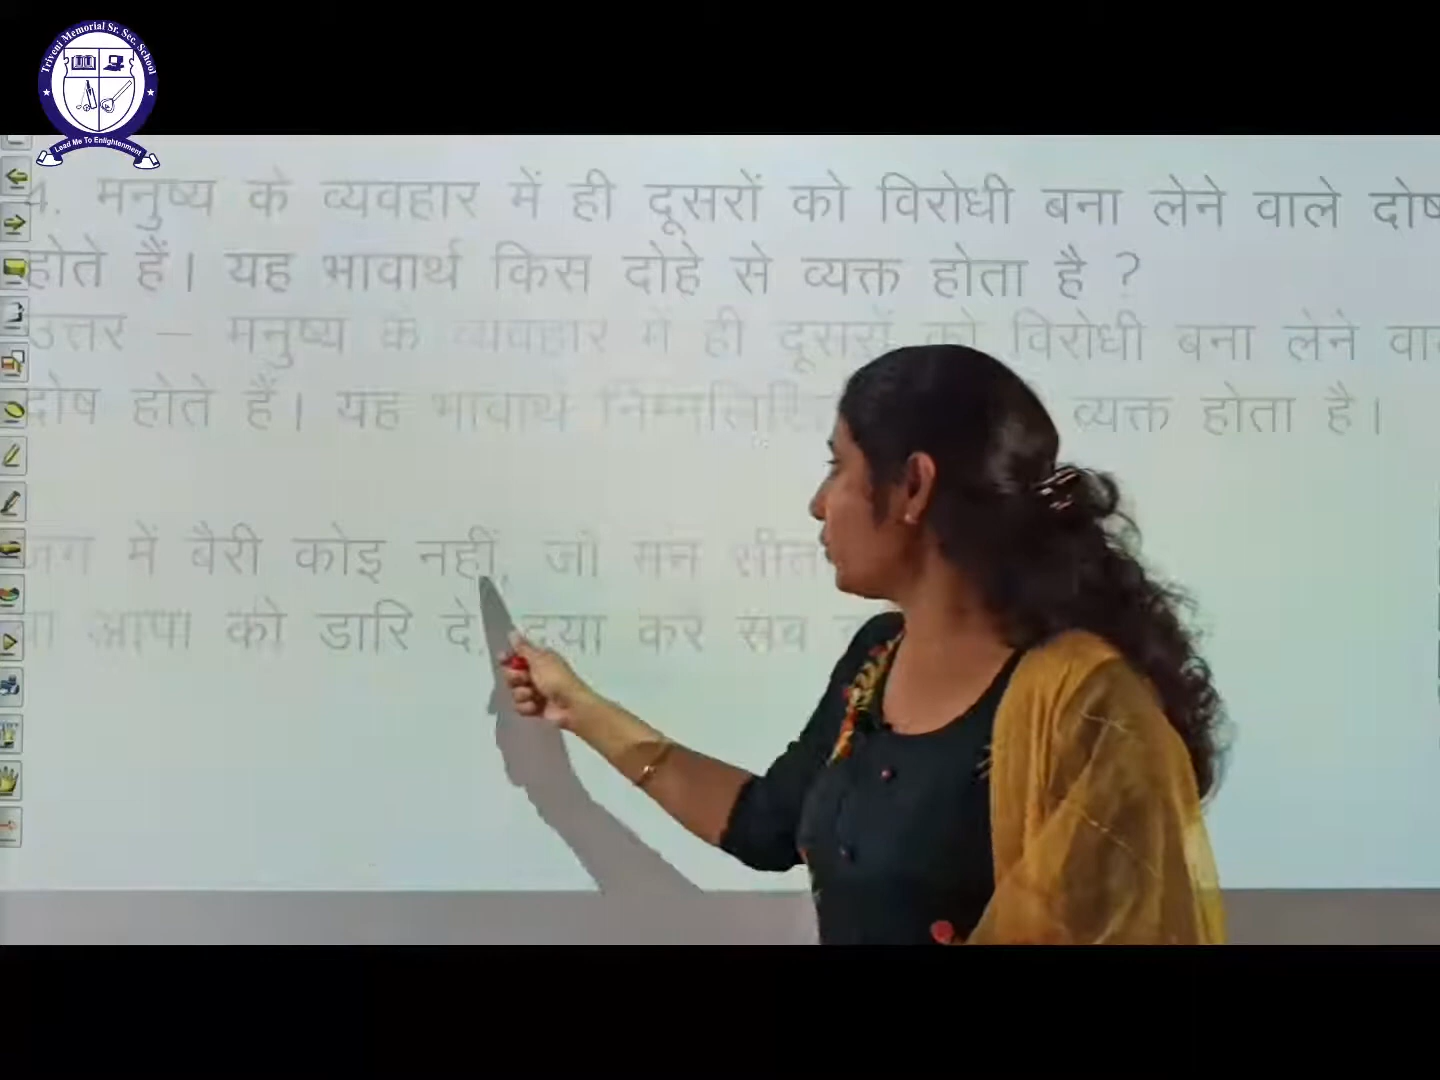 Triveni Memorial Sr. Sec. School
Lead Me To Enlightenment
4. मनुष्य के व्यवहार में ही दूसरों को विरोधी बना लेने वाले दोष
होते हैं। यह भावार्थ किस दोहे से व्यक्त होता है ?
उत्तर – मनुष्य के व्यवहार में ही दूसरों को विरोधी बना लेने
दोष होते हैं। यह भावार्थ व्यक्त होता है।
जग में बैरी कोइ नहीं, जो मन
या आपा को डारि दे, दया कर सब